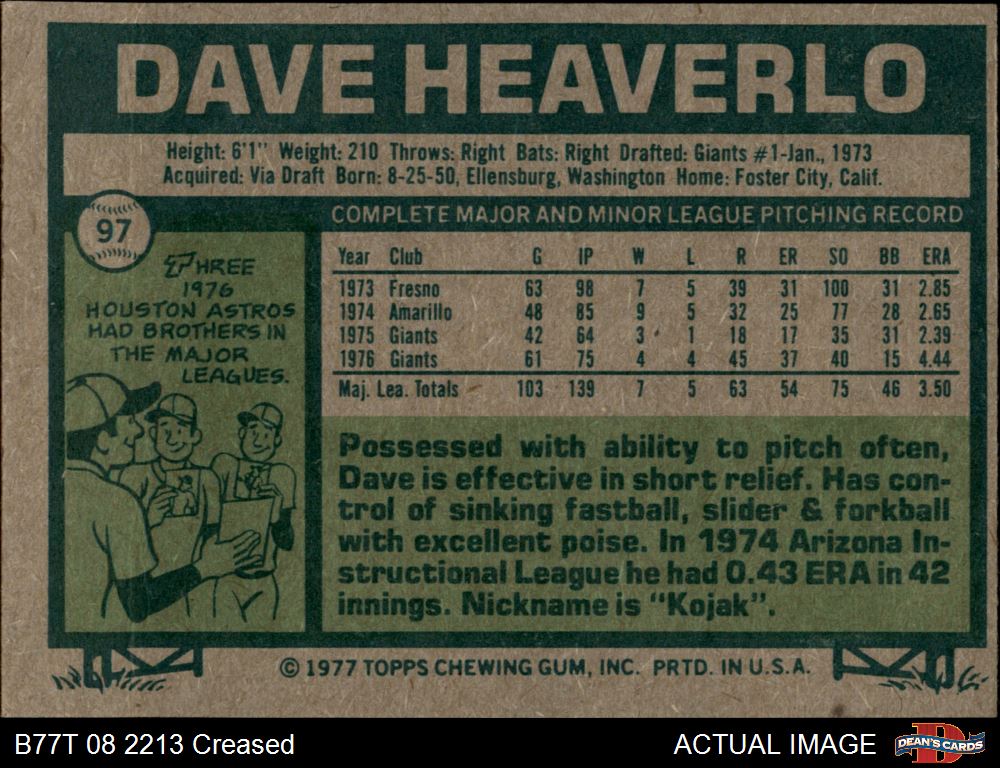 DAVE HEAVERLO
Height: 6'1" Weight: 210 Throws: Right Bats: Right Drafted: Giants #1-Jan., 1973
Acquired: Via Draft Born: 8-25-50, Ellensburg, Washington Home: Foster City, Calif.
97
THREE
1976
HOUSTON ASTROS
HAD BROTHERS IN
THE MAJOR
LEAGUES.
COMPLETE MAJOR AND MINOR LEAGUE PITCHING RECORD
Year Club G IP W L R ER SO BB ERA
1973 Fresno 63 98 7 5 39 31 100 31 2.85
1974 Amarillo 48 85 9 5 32 25 77 28 2.65
1975 Giants 42 64 3 1 18 17 35 31 2.39
1976 Giants 61 75 4 4 45 37 40 15 4.44
Maj. Lea. Totals 103 139 7 5 63 54 75 46 3.50
Possessed with ability to pitch often,
Dave is effective in short relief. Has con-
trol of sinking fastball, slider & forkball
with excellent poise. In 1974 Arizona In-
structional League he had 0.43 ERA in 42
innings. Nickname is "Kojak".
© 1977 TOPPS CHEWING GUM, INC. PRTD. IN U.S.A.
B77T 08 2213 Creased
ACTUAL IMAGE
DEAN'S CARDS